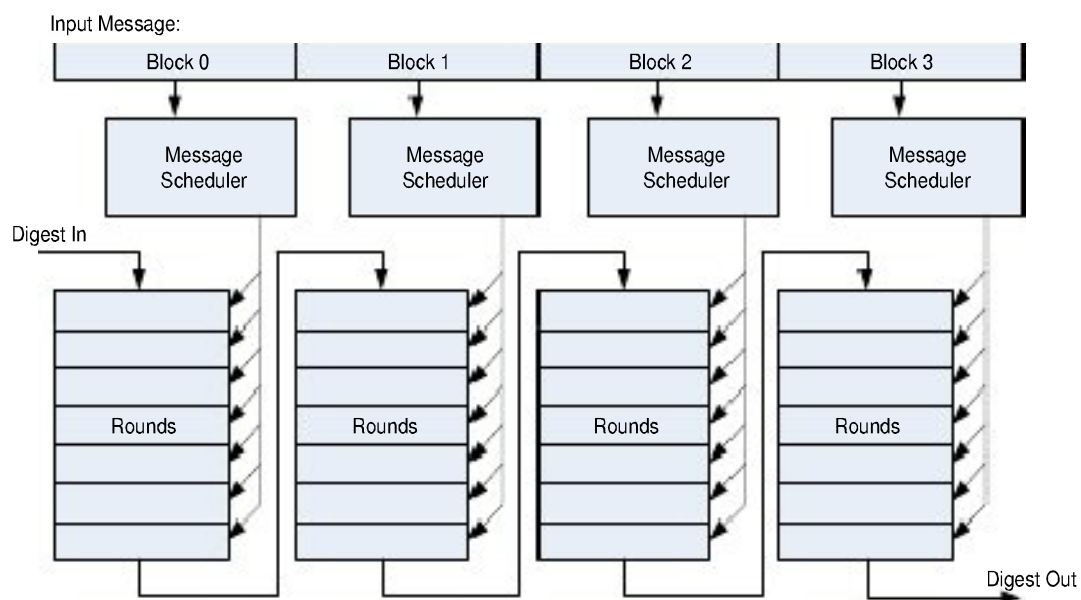 Input Message:
Block 0
Block 1
Block 2
Block 3
Message
Scheduler
Message
Scheduler
Message
Scheduler
Message
Scheduler
Digest In
Rounds
Rounds
Rounds
Rounds
Digest Out